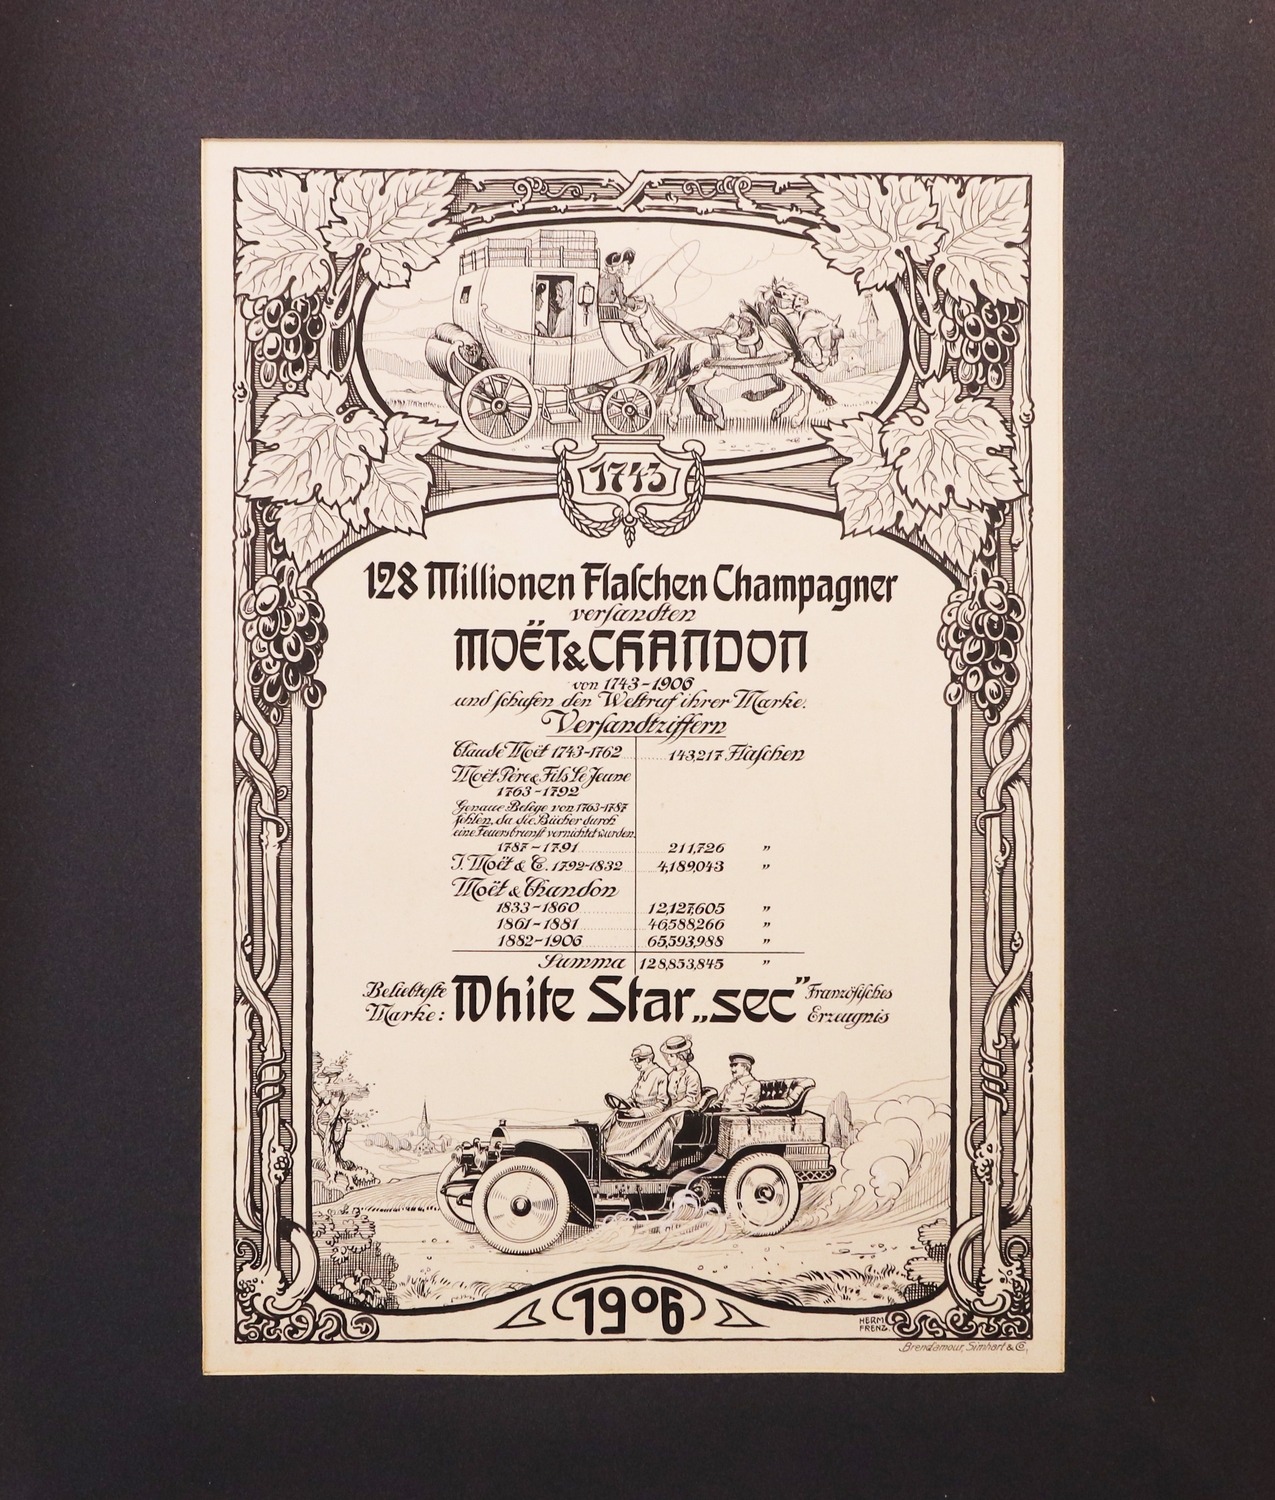 1743
128 Millionen Flaſchen Champagner
verſandten
MOËT & CHANDON
von 1743-1906
und ſchufen den Weltruf ihrer Marke.
Verſandtziffern
Claude Moët 1743-1762 143,217 Flaſchen
Moët Père & Fils Le Jeune
1763-1792
Genaue Belege von 1763-1787
fehlen, da die Bücher durch
eine Feuersbrunſt vernichtet wurden.
1787-1791 211,726 "
J. Moët & C. 1792-1832 4,189,043 "
Moët & Chandon
1833-1860 12,127,605 "
1861-1881 46,588,266 "
1882-1906 65,593,988 "
Summa 128,853,845 "
Beliebteſte Marke: White Star „sec" Franzöſiſches Erzeugnis
1906
HERM.
FRENZ.
Brend'amour, Simhart & Co.